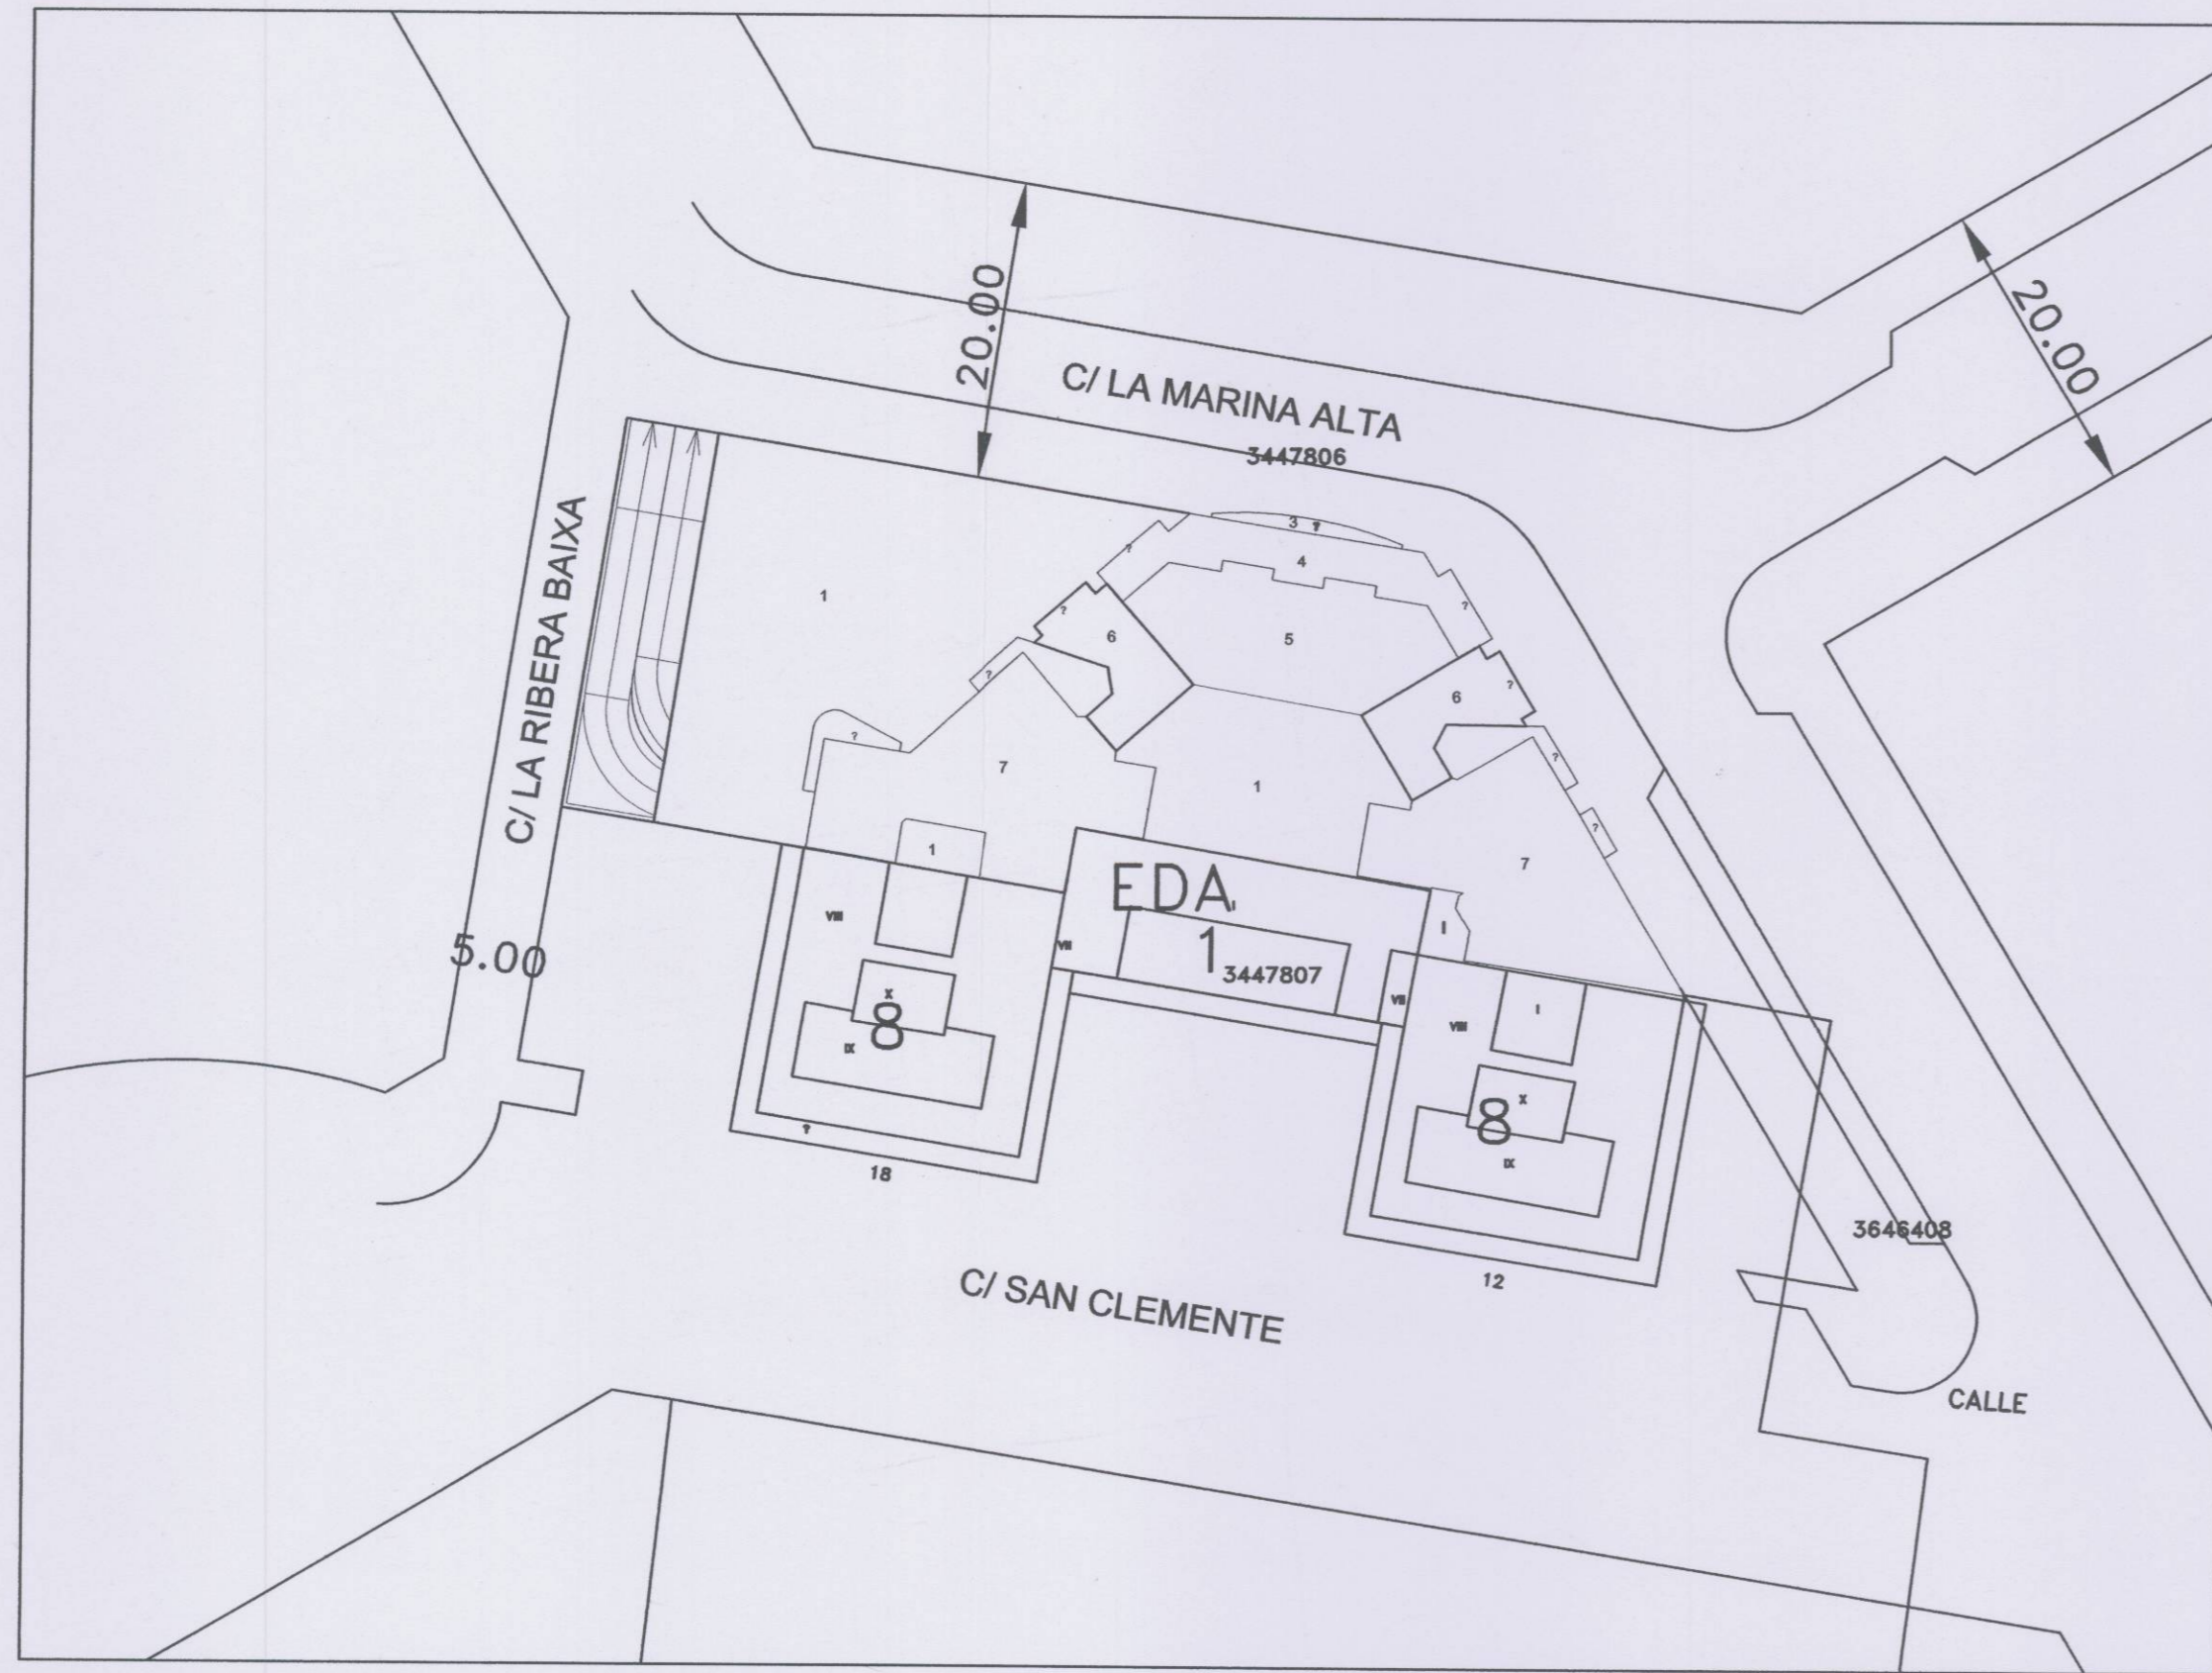 20.00
20.00
C/ LA MARINA ALTA
3447806
3 ?
?
4
C/ LA RIBERA BAIXA
1
?
?
6
5
?
6
?
?
?
7
1
?
?
1
7
EDA
I
VIII
I
5.00
VII
1
3447807
X
8
VII
VIII
I
IX
X
8
?
IX
18
12
3646408
C/ SAN CLEMENTE
CALLE